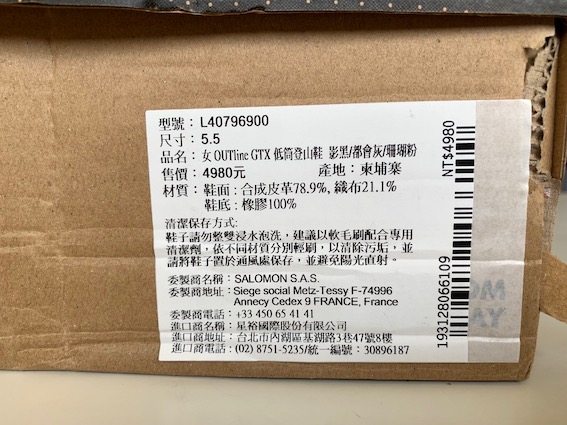 型號：L40796900
尺寸：5.5
品名：女 OUTline GTX 低筒登山鞋 影黑/都會灰/珊瑚粉
售價：4980元 產地：柬埔寨
材質：鞋面：合成皮革78.9%, 織布21.1%
鞋底：橡膠100%
清潔保存方式:
鞋子請勿整雙浸水泡洗，建議以軟毛刷配合專用
清潔劑，依不同材質分別輕刷，以清除污垢，並
請將鞋子置於通風處保存，並避免陽光直射。
委製商名稱：SALOMON S.A.S.
委製商地址：Siege social Metz-Tessy F-74996
Annecy Cedex 9 FRANCE, France
委製商電話：+33 450 65 41 41
進口商名稱：星裕國際股份有限公司
進口商地址：台北市內湖區基湖路3巷47號8樓
進口商電話：(02) 8751-5235/統一編號：30896187
NT$4980
193128066109